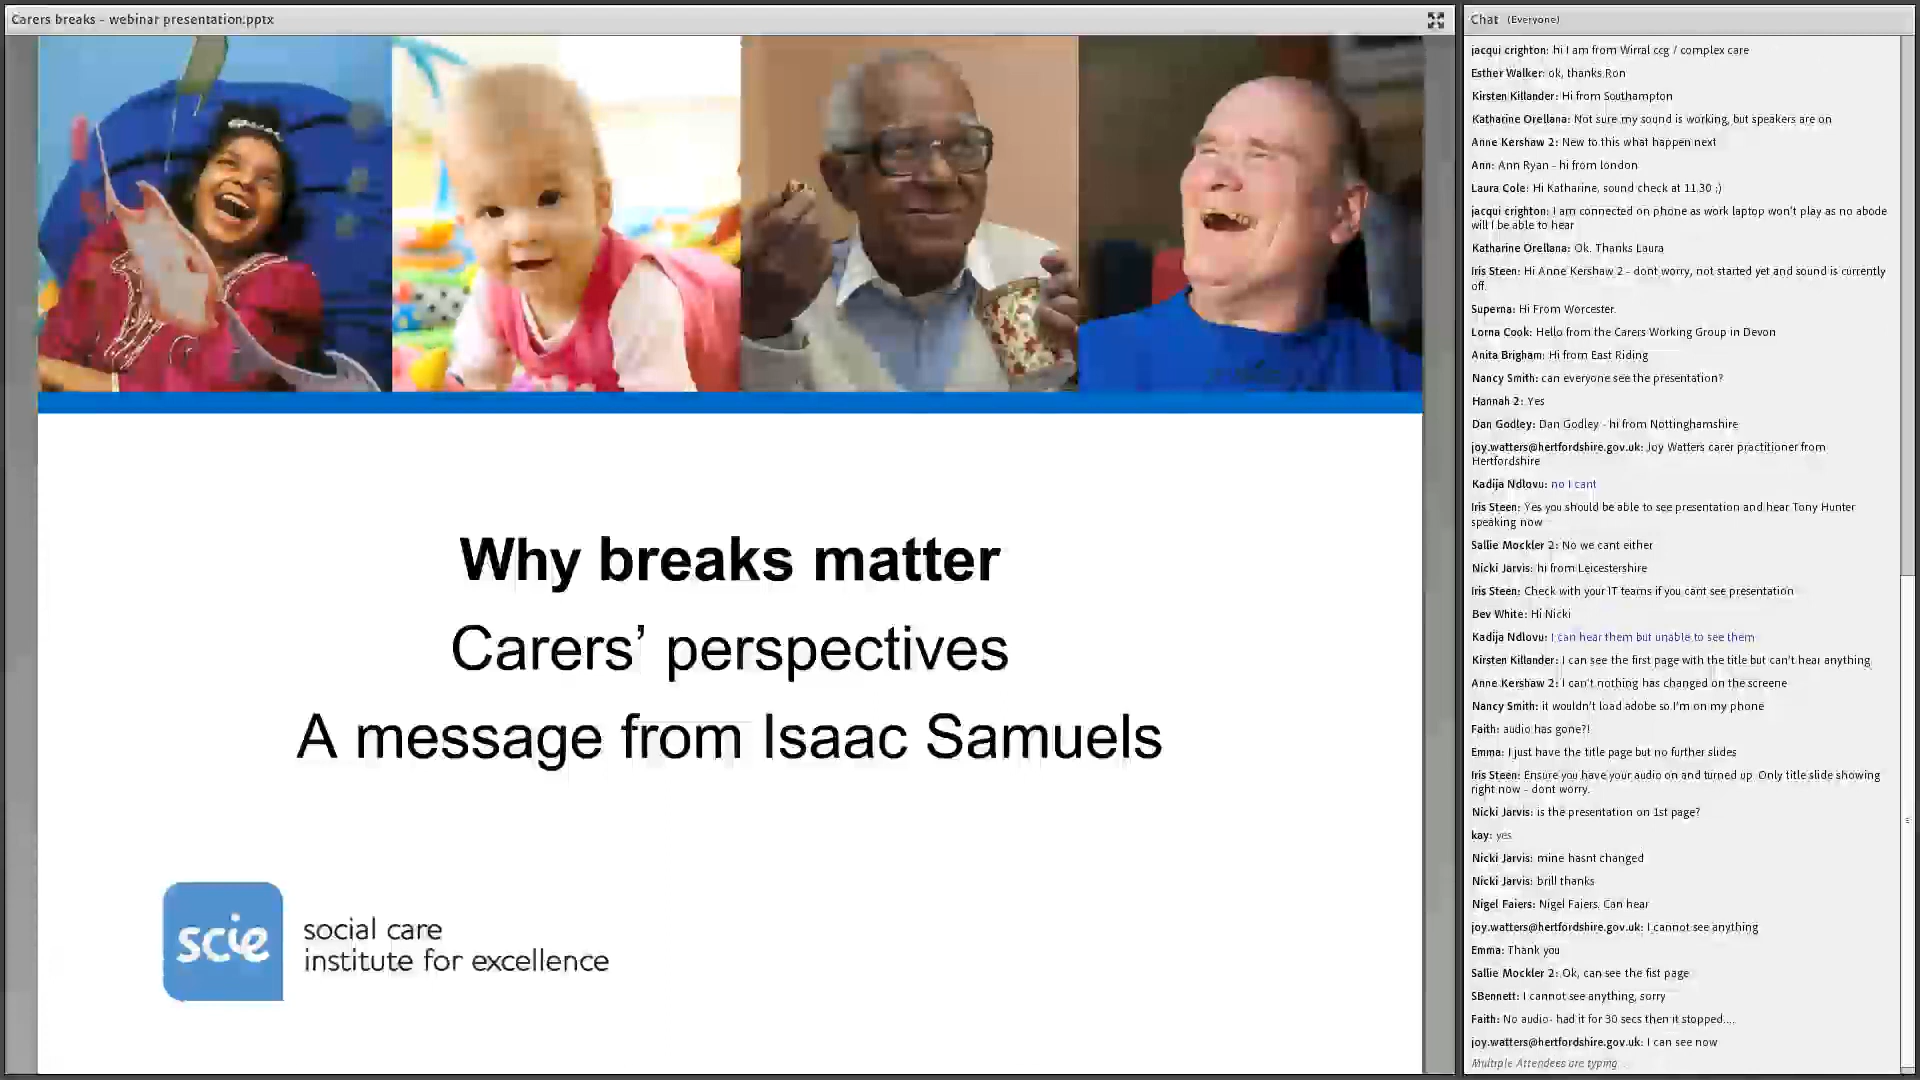 Carers breaks - webinar presentation.pptx
Why breaks matter
Carers’ perspectives
A message from Isaac Samuels
scie
social care
institute for excellence
Chat (Everyone)
jacqui crighton: hi I am from Wirral ccg / complex care
Esther Walker: ok, thanks Ron
Kirsten Killander: Hi from Southampton
Katharine Orellana: Not sure my sound is working, but speakers are on
Anne Kershaw 2: New to this what happen next
Ann: Ann Ryan - hi from london
Laura Cole: Hi Katharine, sound check at 11.30 ;)
jacqui crighton: I am connected on phone as work laptop won't play as no abode
will I be able to hear
Katharine Orellana: Ok. Thanks Laura
Iris Steen: Hi Anne Kershaw 2 - dont worry, not started yet and sound is currently
off.
Superna: Hi From Worcester.
Lorna Cook: Hello from the Carers Working Group in Devon
Anita Brigham: Hi from East Riding
Nancy Smith: can everyone see the presentation?
Hannah 2: Yes
Dan Godley: Dan Godley - hi from Nottinghamshire
joy.watters@hertfordshire.gov.uk: Joy Watters carer practitioner from
Hertfordshire
Kadija Ndlovu: no I cant
Iris Steen: Yes you should be able to see presentation and hear Tony Hunter
speaking now
Sallie Mockler 2: No we cant either
Nicki Jarvis: hi from Leicestershire
Iris Steen: Check with your IT teams if you cant see presentation
Bev White: Hi Nicki
Kadija Ndlovu: I can hear them but unable to see them
Kirsten Killander: I can see the first page with the title but can't hear anything
Anne Kershaw 2: I can't nothing has changed on the screene
Nancy Smith: it wouldn't load adobe so I'm on my phone
Faith: audio has gone?!
Emma: I just have the title page but no further slides
Iris Steen: Ensure you have your audio on and turned up. Only title slide showing
right now - dont worry.
Nicki Jarvis: is the presentation on 1st page?
kay: yes
Nicki Jarvis: mine hasnt changed
Nicki Jarvis: brill thanks
Nigel Faiers: Nigel Faiers. Can hear
joy.watters@hertfordshire.gov.uk: I cannot see anything
Emma: Thank you
Sallie Mockler 2: Ok, can see the fist page
SBennett: I cannot see anything, sorry
Faith: No audio- had it for 30 secs then it stopped....
joy.watters@hertfordshire.gov.uk: I can see now
Multiple Attendees are typing...